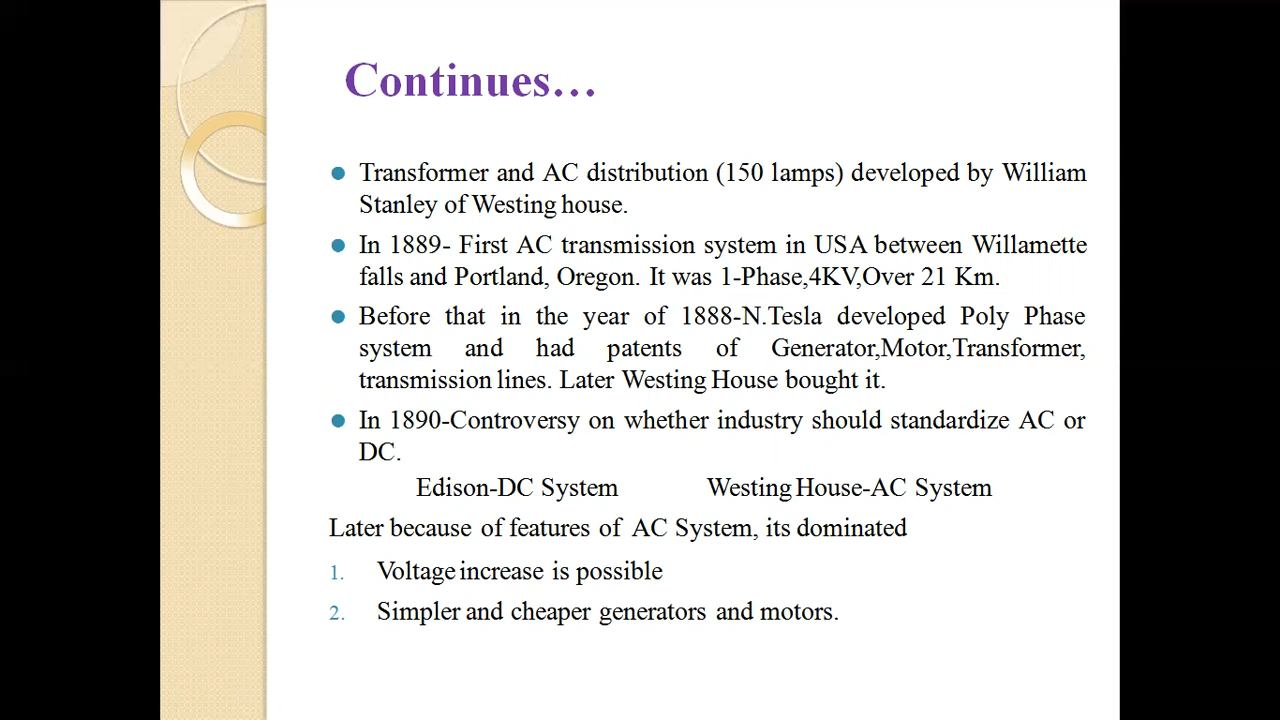 Continues…
Transformer and AC distribution (150 lamps) developed by William
Stanley of Westing house.
In 1889- First AC transmission system in USA between Willamette
falls and Portland, Oregon. It was 1-Phase,4KV,Over 21 Km.
Before that in the year of 1888-N.Tesla developed Poly Phase
system and had patents of Generator,Motor,Transformer,
transmission lines. Later Westing House bought it.
In 1890-Controversy on whether industry should standardize AC or
DC.
Edison-DC System Westing House-AC System
Later because of features of AC System, its dominated
1. Voltage increase is possible
2. Simpler and cheaper generators and motors.